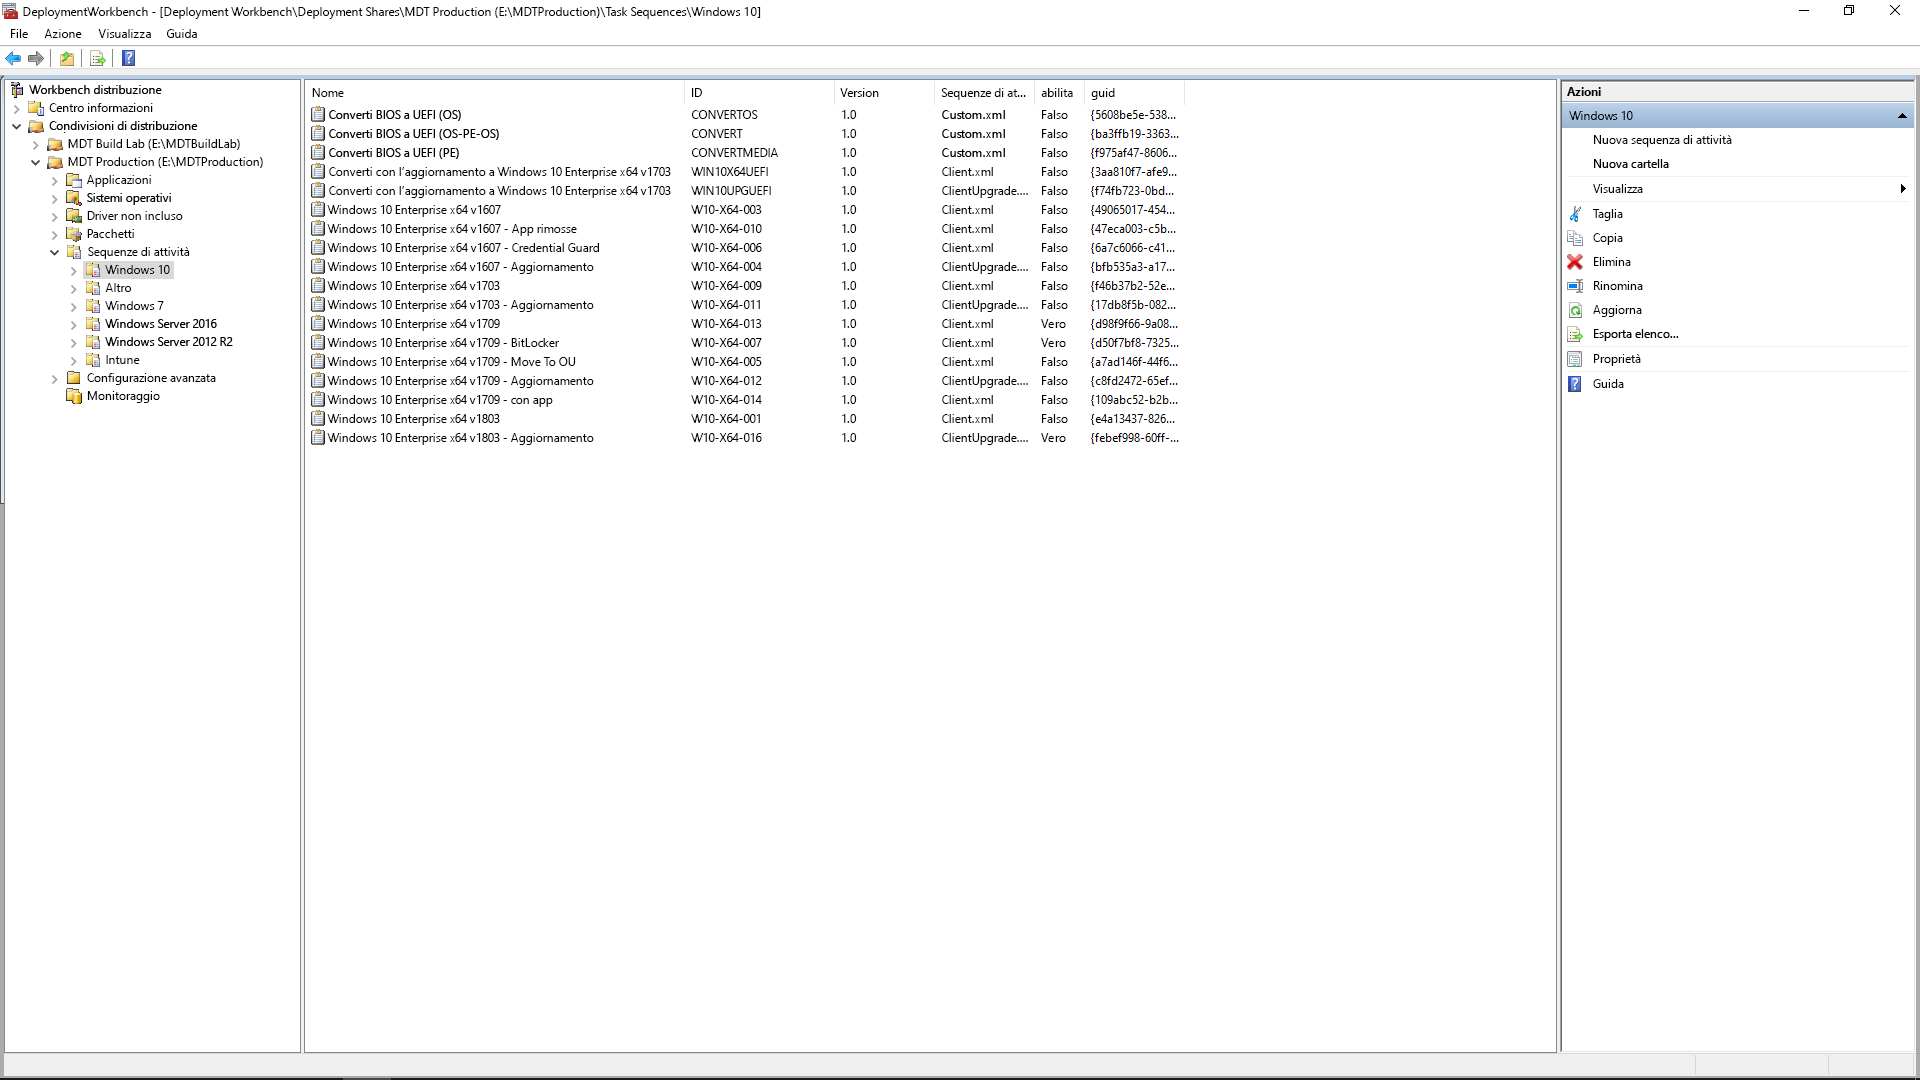 DeploymentWorkbench - [Deployment Workbench\Deployment Shares\MDT Production (E:\MDTProduction)\Task Sequences\Windows 10]
File Azione Visualizza Guida
Workbench distribuzione
Centro informazioni
Condivisioni di distribuzione
MDT Build Lab (E:\MDTBuildLab)
MDT Production (E:\MDTProduction)
Applicazioni
Sistemi operativi
Driver non incluso
Pacchetti
Sequenze di attività
Windows 10
Altro
Windows 7
Windows Server 2016
Windows Server 2012 R2
Intune
Configurazione avanzata
Monitoraggio
Nome ID Version Sequenze di at... abilita guid
Converti BIOS a UEFI (OS) CONVERTOS 1.0 Custom.xml Falso {5608be5e-538...
Converti BIOS a UEFI (OS-PE-OS) CONVERT 1.0 Custom.xml Falso {ba3ffb19-3363...
Converti BIOS a UEFI (PE) CONVERTMEDIA 1.0 Custom.xml Falso {f975af47-8606...
Converti con l'aggiornamento a Windows 10 Enterprise x64 v1703 WIN10X64UEFI 1.0 Client.xml Falso {3aa810f7-afe9...
Converti con l'aggiornamento a Windows 10 Enterprise x64 v1703 WIN10UPGUEFI 1.0 ClientUpgrade.... Falso {f74fb723-0bd...
Windows 10 Enterprise x64 v1607 W10-X64-003 1.0 Client.xml Falso {49065017-454...
Windows 10 Enterprise x64 v1607 - App rimosse W10-X64-010 1.0 Client.xml Falso {47eca003-c5b...
Windows 10 Enterprise x64 v1607 - Credential Guard W10-X64-006 1.0 Client.xml Falso {6a7c6066-c41...
Windows 10 Enterprise x64 v1607 - Aggiornamento W10-X64-004 1.0 ClientUpgrade.... Falso {bfb535a3-a17...
Windows 10 Enterprise x64 v1703 W10-X64-009 1.0 Client.xml Falso {f46b37b2-52e...
Windows 10 Enterprise x64 v1703 - Aggiornamento W10-X64-011 1.0 ClientUpgrade.... Falso {17db8f5b-082...
Windows 10 Enterprise x64 v1709 W10-X64-013 1.0 Client.xml Vero {d98f9f66-9a08...
Windows 10 Enterprise x64 v1709 - BitLocker W10-X64-007 1.0 Client.xml Vero {d50f7bf8-7325...
Windows 10 Enterprise x64 v1709 - Move To OU W10-X64-005 1.0 Client.xml Falso {a7ad146f-44f6...
Windows 10 Enterprise x64 v1709 - Aggiornamento W10-X64-012 1.0 ClientUpgrade.... Falso {c8fd2472-65ef...
Windows 10 Enterprise x64 v1709 - con app W10-X64-014 1.0 Client.xml Falso {109abc52-b2b...
Windows 10 Enterprise x64 v1803 W10-X64-001 1.0 Client.xml Falso {e4a13437-826...
Windows 10 Enterprise x64 v1803 - Aggiornamento W10-X64-016 1.0 ClientUpgrade.... Vero {febef998-60ff-...
Azioni
Windows 10
Nuova sequenza di attività
Nuova cartella
Visualizza
Taglia
Copia
Elimina
Rinomina
Aggiorna
Esporta elenco...
Proprietà
Guida